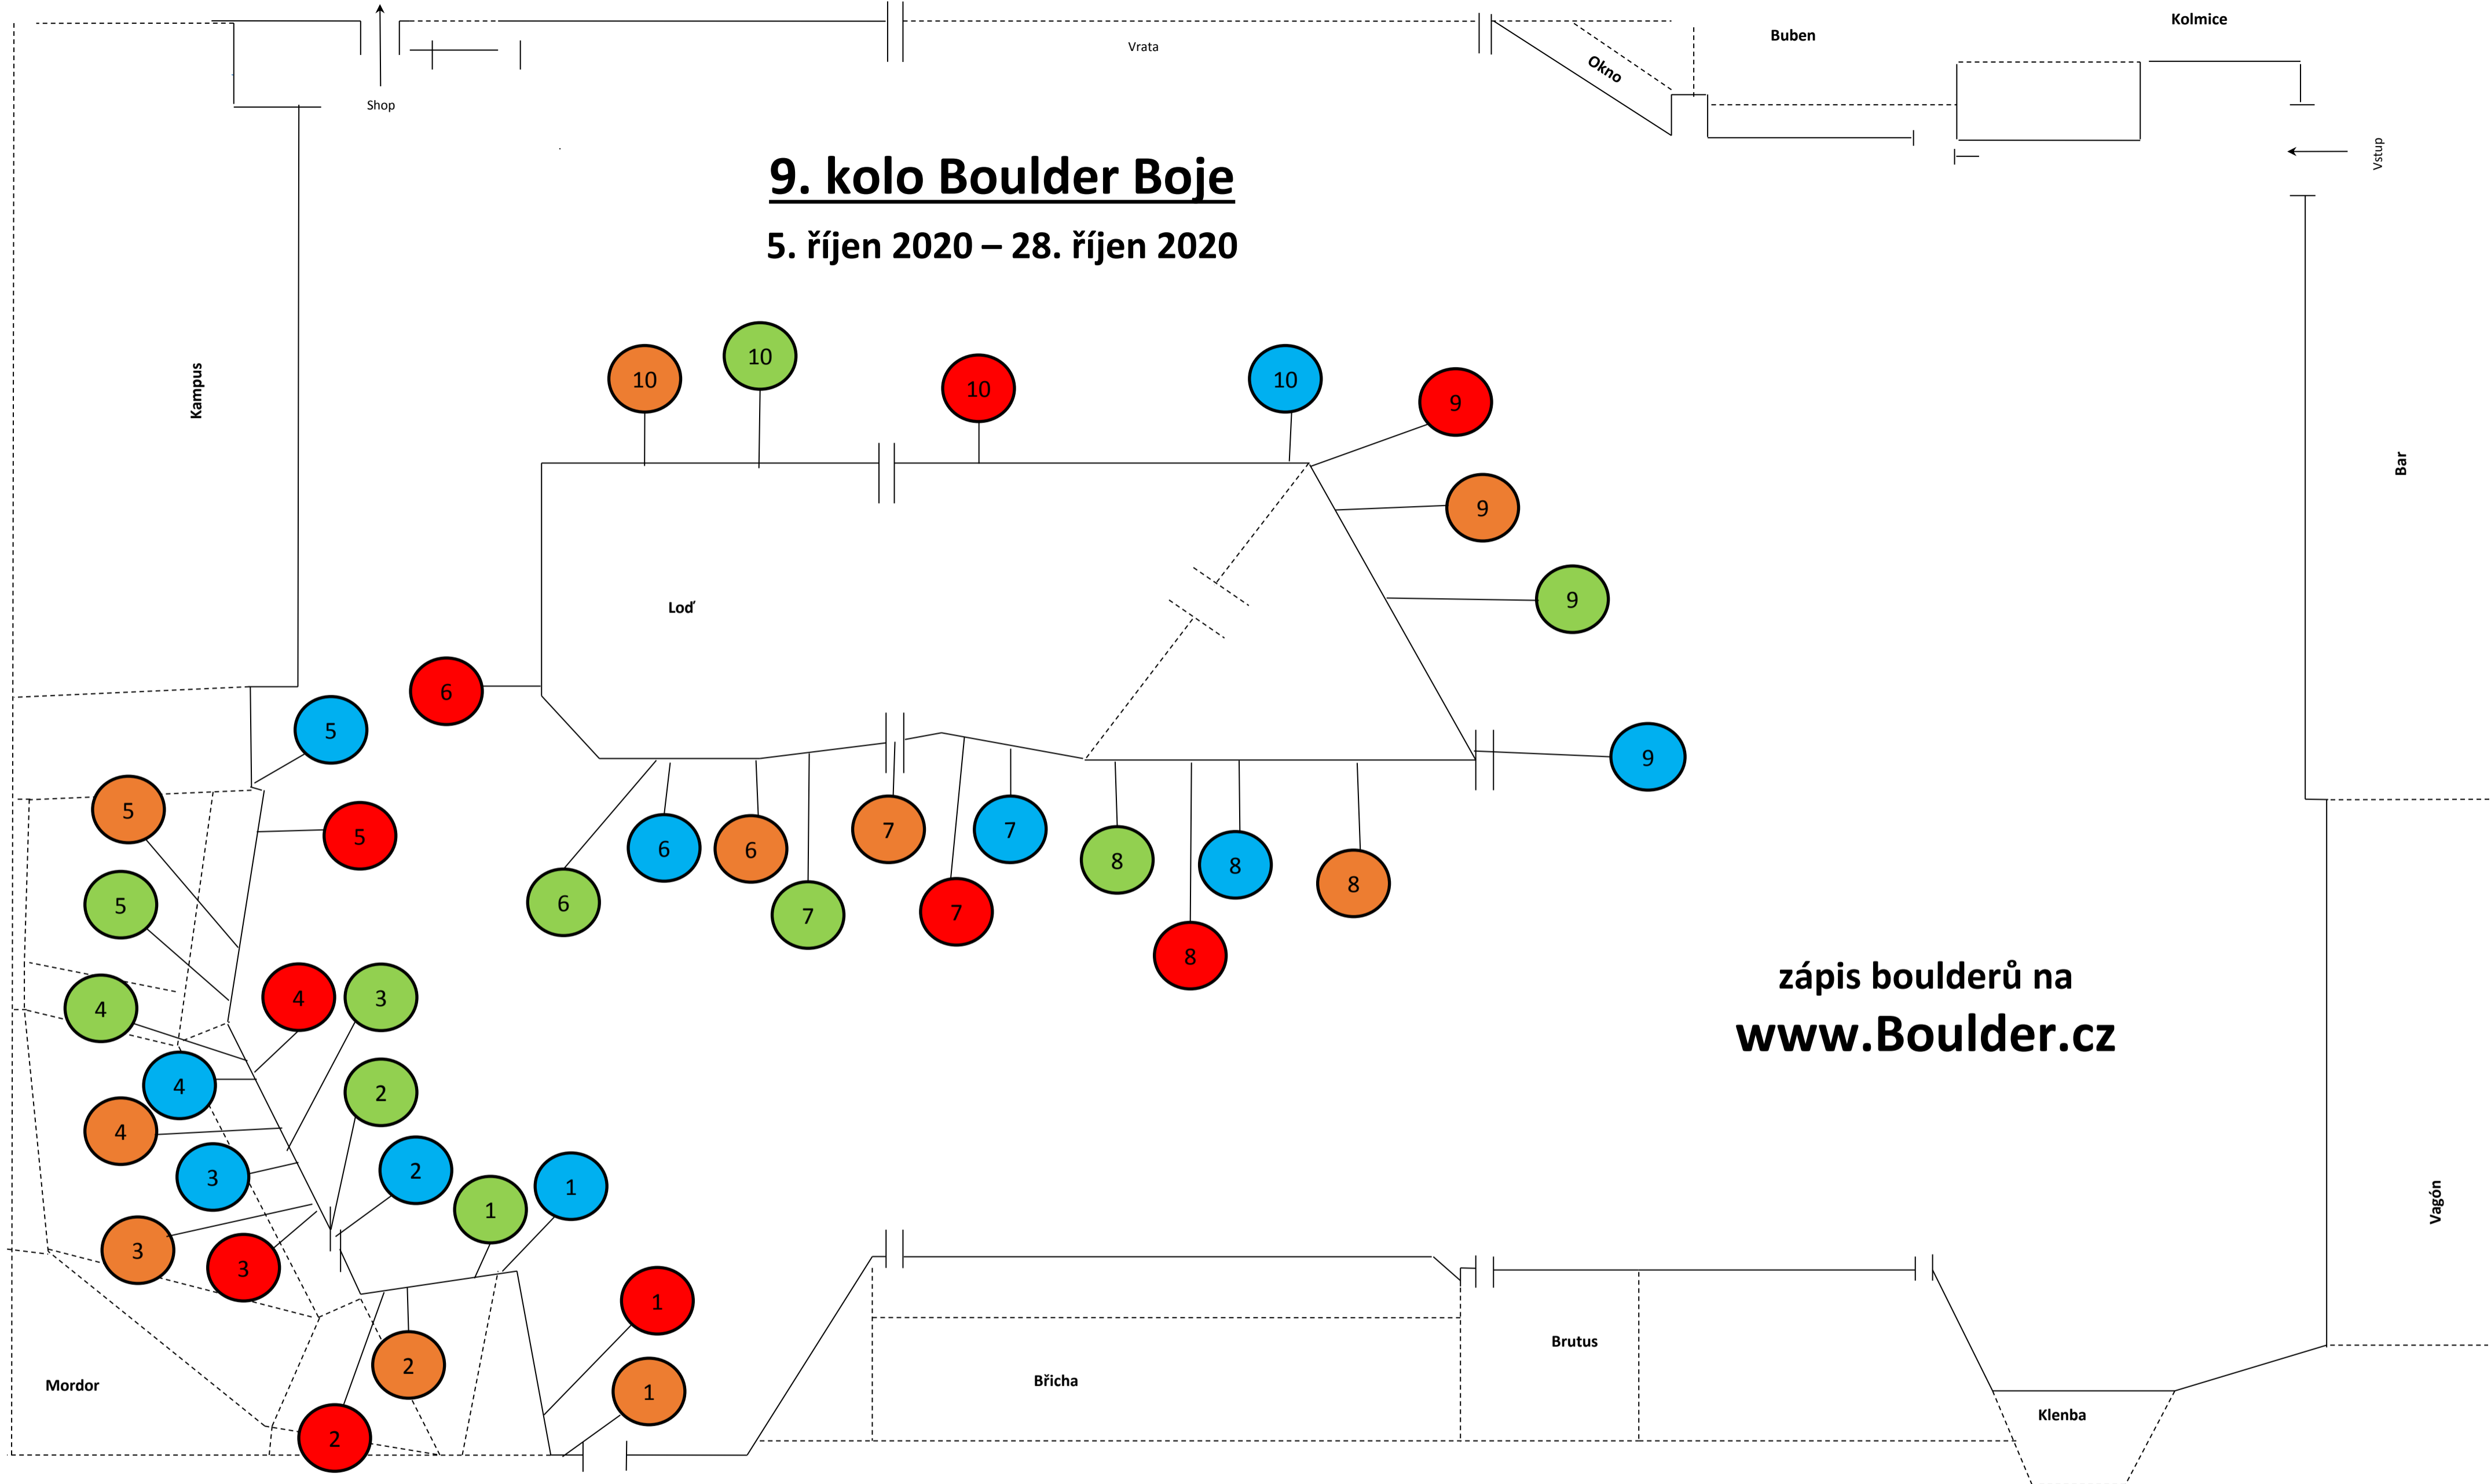 Kolmice
Buben
Vrata
Okno
Shop
Vstup
9. kolo Boulder Boje
5. říjen 2020 – 28. říjen 2020
10
10
10
10
9
Kampus
Bar
9
9
Loď
6
5
9
5
5
6
6
7
7
8
8
8
5
6
7
7
8
zápis boulderů na
www.Boulder.cz
4
3
4
4
2
4
3
2
1
1
Vagón
3
3
1
Brutus
2
Břicha
Mordor
1
Klenba
2